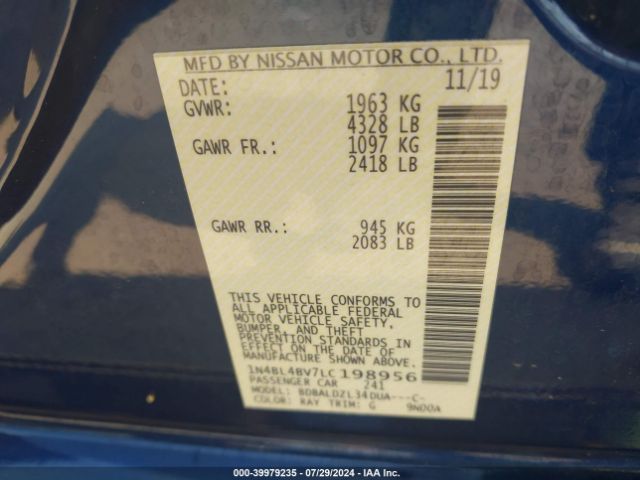 MFD BY NISSAN MOTOR CO., LTD.
DATE: 11/19
GVWR: 1963 KG
4328 LB
GAWR FR.: 1097 KG
2418 LB
GAWR RR.: 945 KG
2083 LB
THIS VEHICLE CONFORMS TO
ALL APPLICABLE FEDERAL
MOTOR VEHICLE SAFETY,
BUMPER, AND THEFT
PREVENTION STANDARDS IN
EFFECT ON THE DATE OF
MANUFACTURE SHOWN ABOVE.
1N4BL4BV7LC198956
PASSENGER CAR 241
MODEL: BDBALDZL34DUA---C-
COLOR: RAY TRIM: G 9N00A
000-39979235 - 07/29/2024 - IAA Inc.